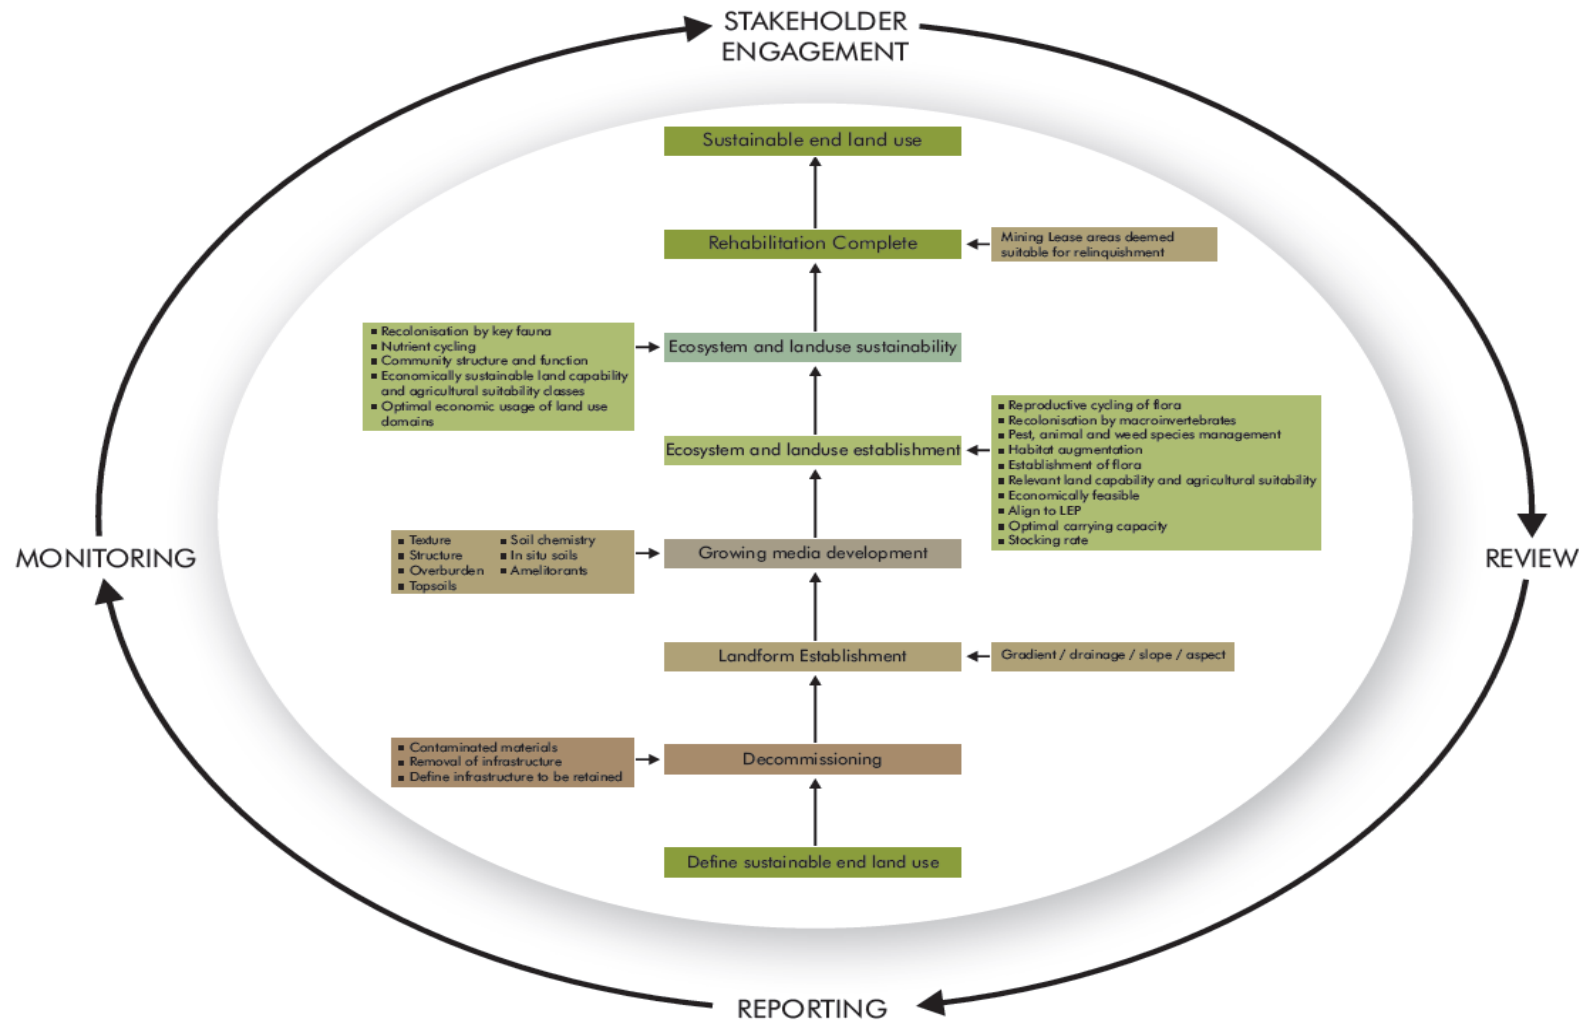 STAKEHOLDER
ENGAGEMENT
Sustainable end land use
Rehabilitation Complete
Mining Lease areas deemed
suitable for relinquishment
▪ Recolonisation by key fauna
▪ Nutrient cycling
▪ Community structure and function
▪ Economically sustainable land capability
and agricultural suitability classes
▪ Optimal economic usage of land use
domains
Ecosystem and landuse sustainability
Ecosystem and landuse establishment
▪ Reproductive cycling of flora
▪ Recolonisation by macroinvertebrates
▪ Pest, animal and weed species management
▪ Habitat augmentation
▪ Establishment of flora
▪ Relevant land capability and agricultural suitability
▪ Economically feasible
▪ Align to LEP
▪ Optimal carrying capacity
▪ Stocking rate
MONITORING
REVIEW
▪ Texture ▪ Soil chemistry
▪ Structure ▪ In situ soils
▪ Overburden ▪ Amelitorants
▪ Topsoils
Growing media development
Landform Establishment
Gradient / drainage / slope / aspect
▪ Contaminated materials
▪ Removal of infrastructure
▪ Define infrastructure to be retained
Decommissioning
Define sustainable end land use
REPORTING